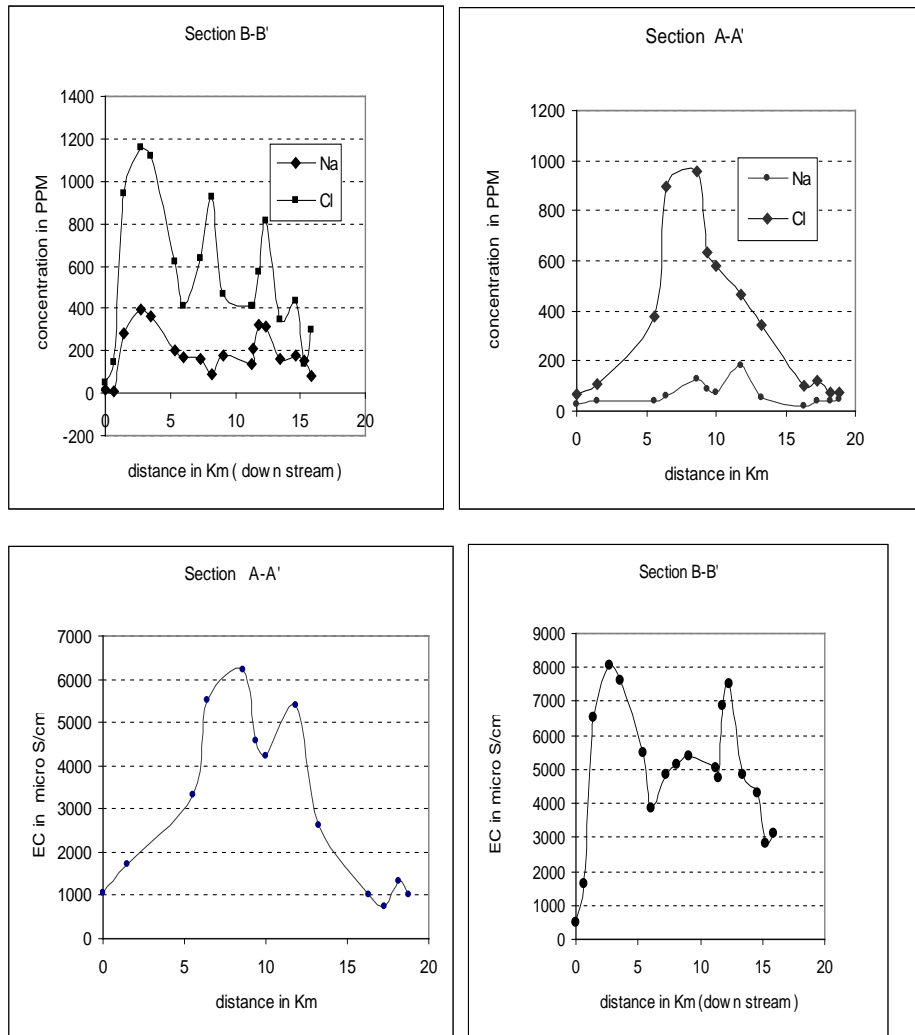 Section B-B'
1400
1200
1000
800
600
400
200
0
-200
0 5 10 15 20
concentration in PPM
distance in Km ( down stream )
Na
Cl
Section A-A'
1200
1000
800
600
400
200
0
0 5 10 15 20
concentration in PPM
distance in Km
Na
Cl
Section A-A'
7000
6000
5000
4000
3000
2000
1000
0
0 5 10 15 20
EC in micro S/cm
distance in Km
Section B-B'
9000
8000
7000
6000
5000
4000
3000
2000
1000
0
0 5 10 15 20
EC in micro S/cm
distance in Km (down stream)